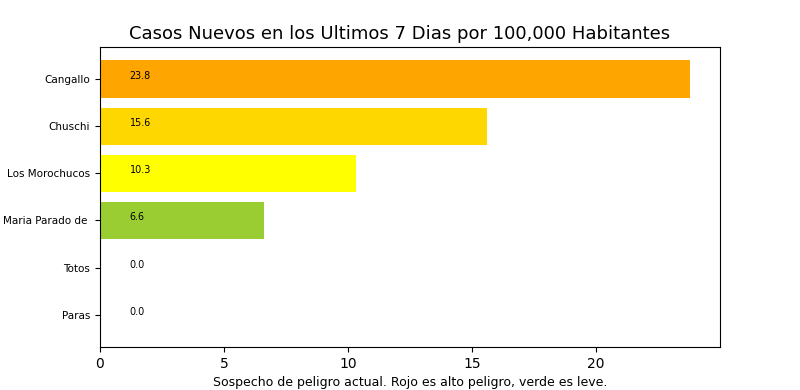 Casos Nuevos en los Ultimos 7 Dias por 100,000 Habitantes
Cangallo 23.8
Chuschi 15.6
Los Morochucos 10.3
Maria Parado de 6.6
Totos 0.0
Paras 0.0
0 5 10 15 20
Sospecho de peligro actual. Rojo es alto peligro, verde es leve.